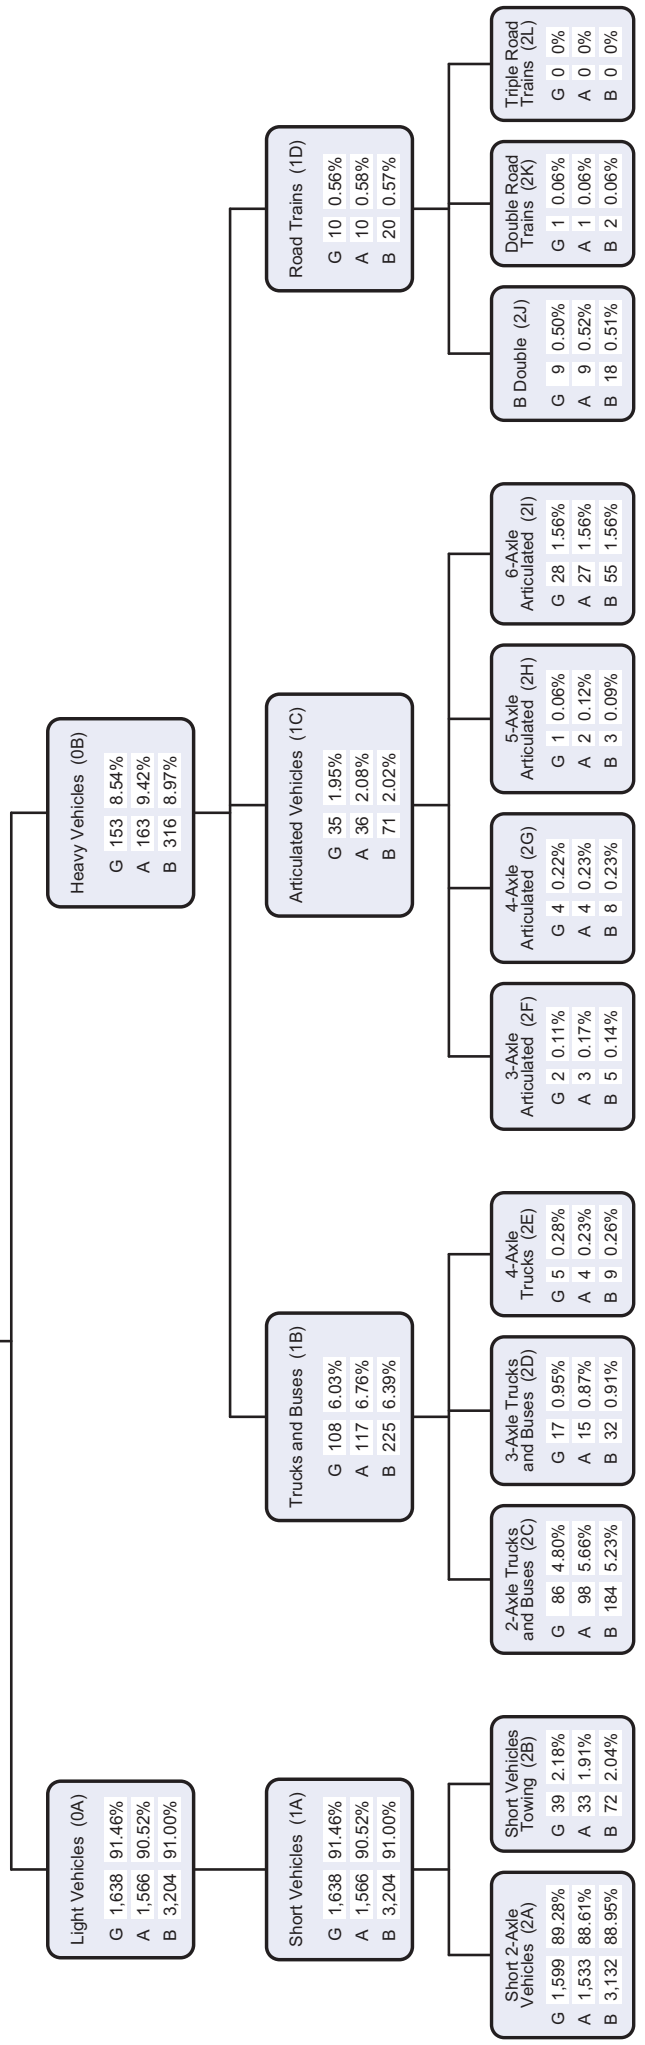 Light Vehicles (0A)
G 1,638 91.46%
A 1,566 90.52%
B 3,204 91.00%
Heavy Vehicles (0B)
G 153 8.54%
A 163 9.42%
B 316 8.97%
Short Vehicles (1A)
G 1,638 91.46%
A 1,566 90.52%
B 3,204 91.00%
Trucks and Buses (1B)
G 108 6.03%
A 117 6.76%
B 225 6.39%
Articulated Vehicles (1C)
G 35 1.95%
A 36 2.08%
B 71 2.02%
Road Trains (1D)
G 10 0.56%
A 10 0.58%
B 20 0.57%
Short 2-Axle
Vehicles (2A)
G 1,599 89.28%
A 1,533 88.61%
B 3,132 88.95%
Short Vehicles
Towing (2B)
G 39 2.18%
A 33 1.91%
B 72 2.04%
2-Axle Trucks
and Buses (2C)
G 86 4.80%
A 98 5.66%
B 184 5.23%
3-Axle Trucks
and Buses (2D)
G 17 0.95%
A 15 0.87%
B 32 0.91%
4-Axle
Trucks (2E)
G 5 0.28%
A 4 0.23%
B 9 0.26%
3-Axle
Articulated (2F)
G 2 0.11%
A 3 0.17%
B 5 0.14%
4-Axle
Articulated (2G)
G 4 0.22%
A 4 0.23%
B 8 0.23%
5-Axle
Articulated (2H)
G 1 0.06%
A 2 0.12%
B 3 0.09%
6-Axle
Articulated (2I)
G 28 1.56%
A 27 1.56%
B 55 1.56%
B Double (2J)
G 9 0.50%
A 9 0.52%
B 18 0.51%
Double Road
Trains (2K)
G 1 0.06%
A 1 0.06%
B 2 0.06%
Triple Road
Trains (2L)
G 0 0%
A 0 0%
B 0 0%